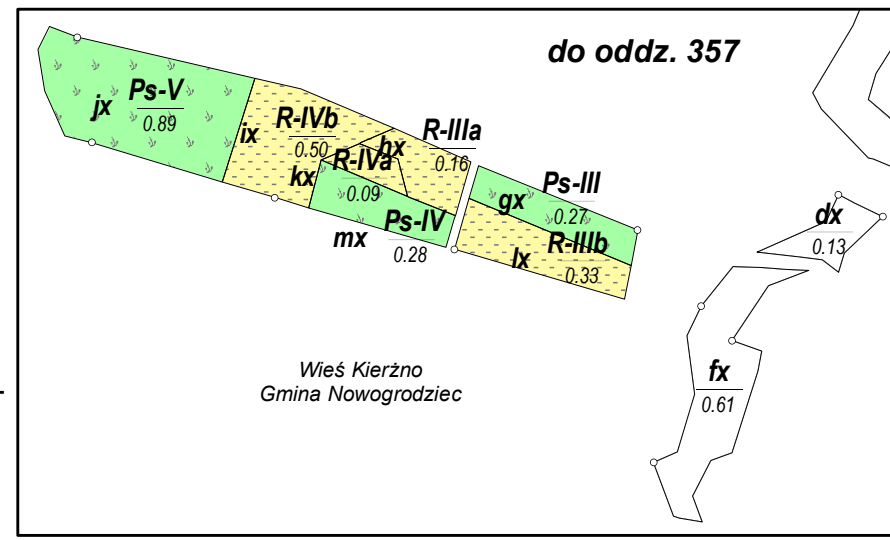 do oddz. 357
jx Ps-V
0.89
ix R-IVb
0.50
hx R-IIIa
0.16
kx R-IVa
0.09
mx Ps-IV
0.28
gx Ps-III
0.27
lx R-IIIb
0.33
dx
0.13
fx
0.61
Wieś Kierżno
Gmina Nowogrodziec